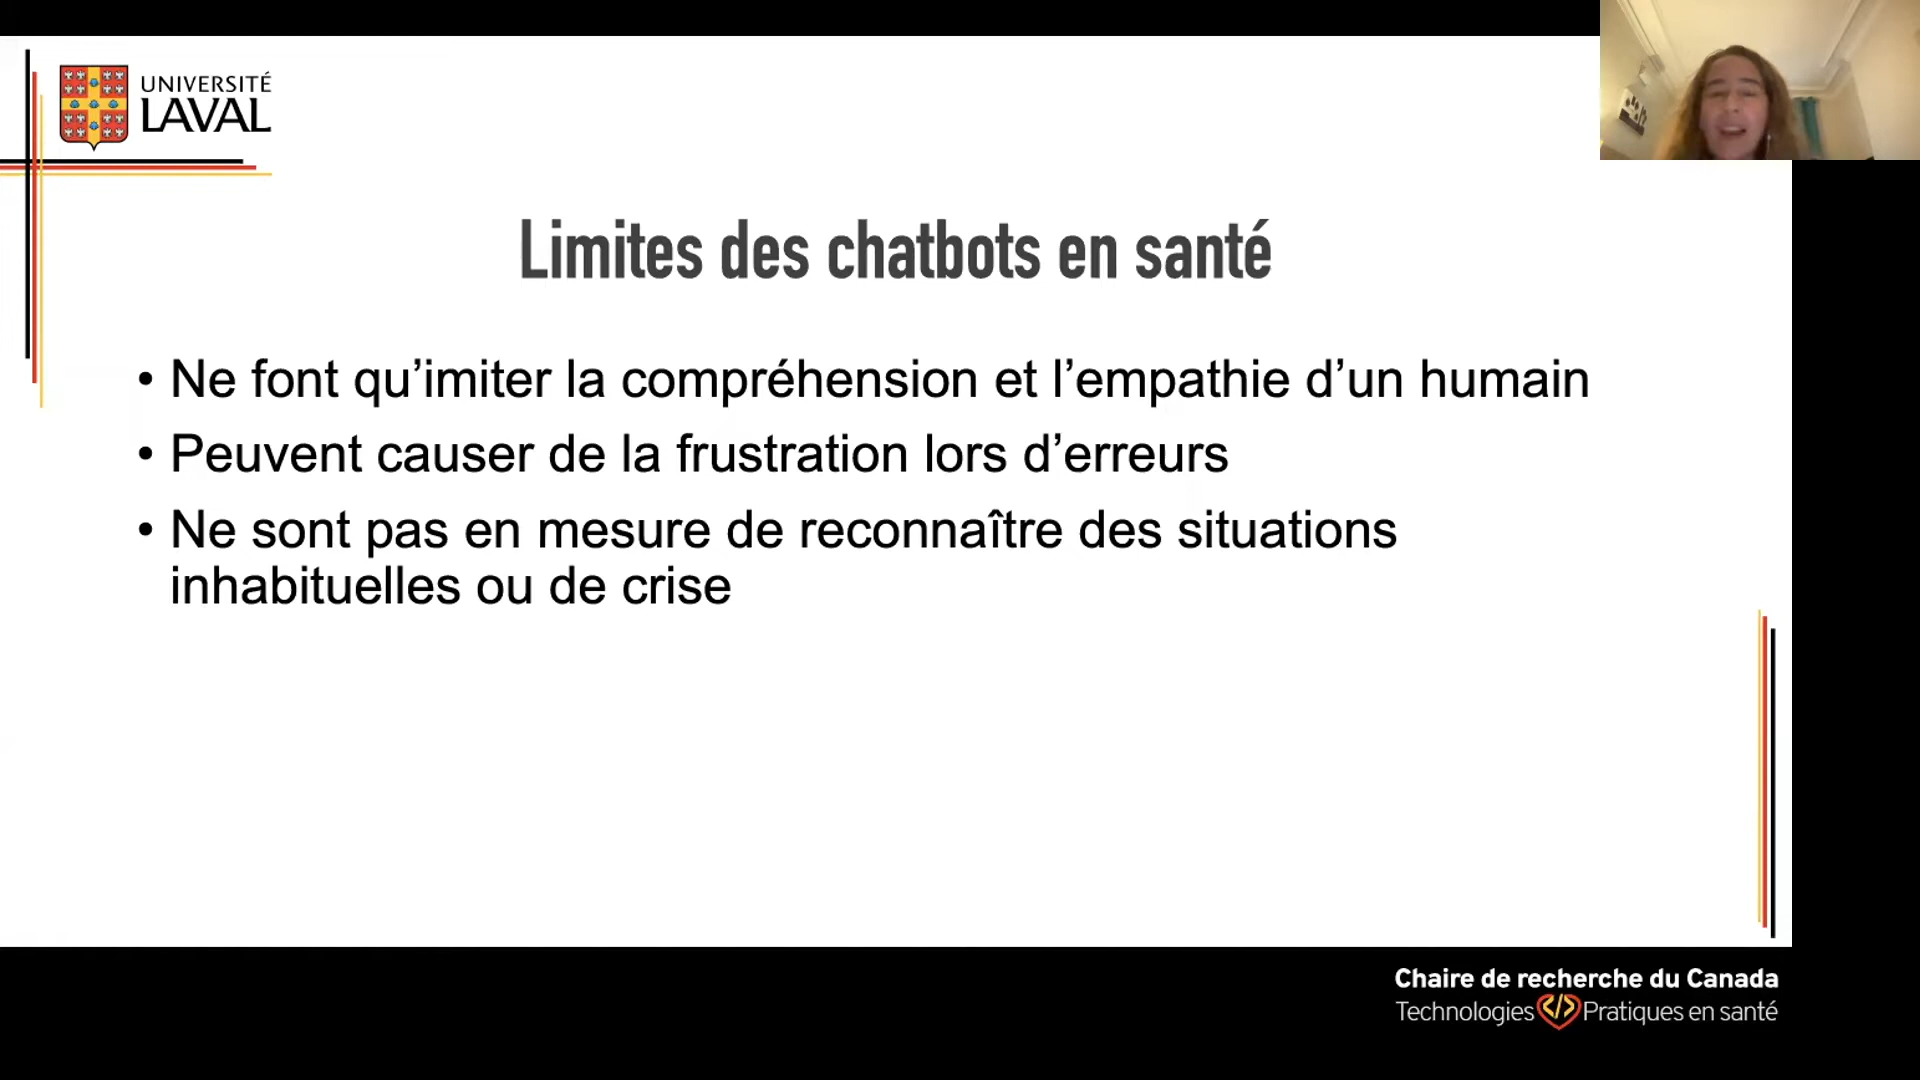 UNIVERSITÉ
LAVAL
Limites des chatbots en santé
• Ne font qu’imiter la compréhension et l’empathie d’un humain
• Peuvent causer de la frustration lors d’erreurs
• Ne sont pas en mesure de reconnaître des situations
inhabituelles ou de crise
Chaire de recherche du Canada
Technologies </> Pratiques en santé